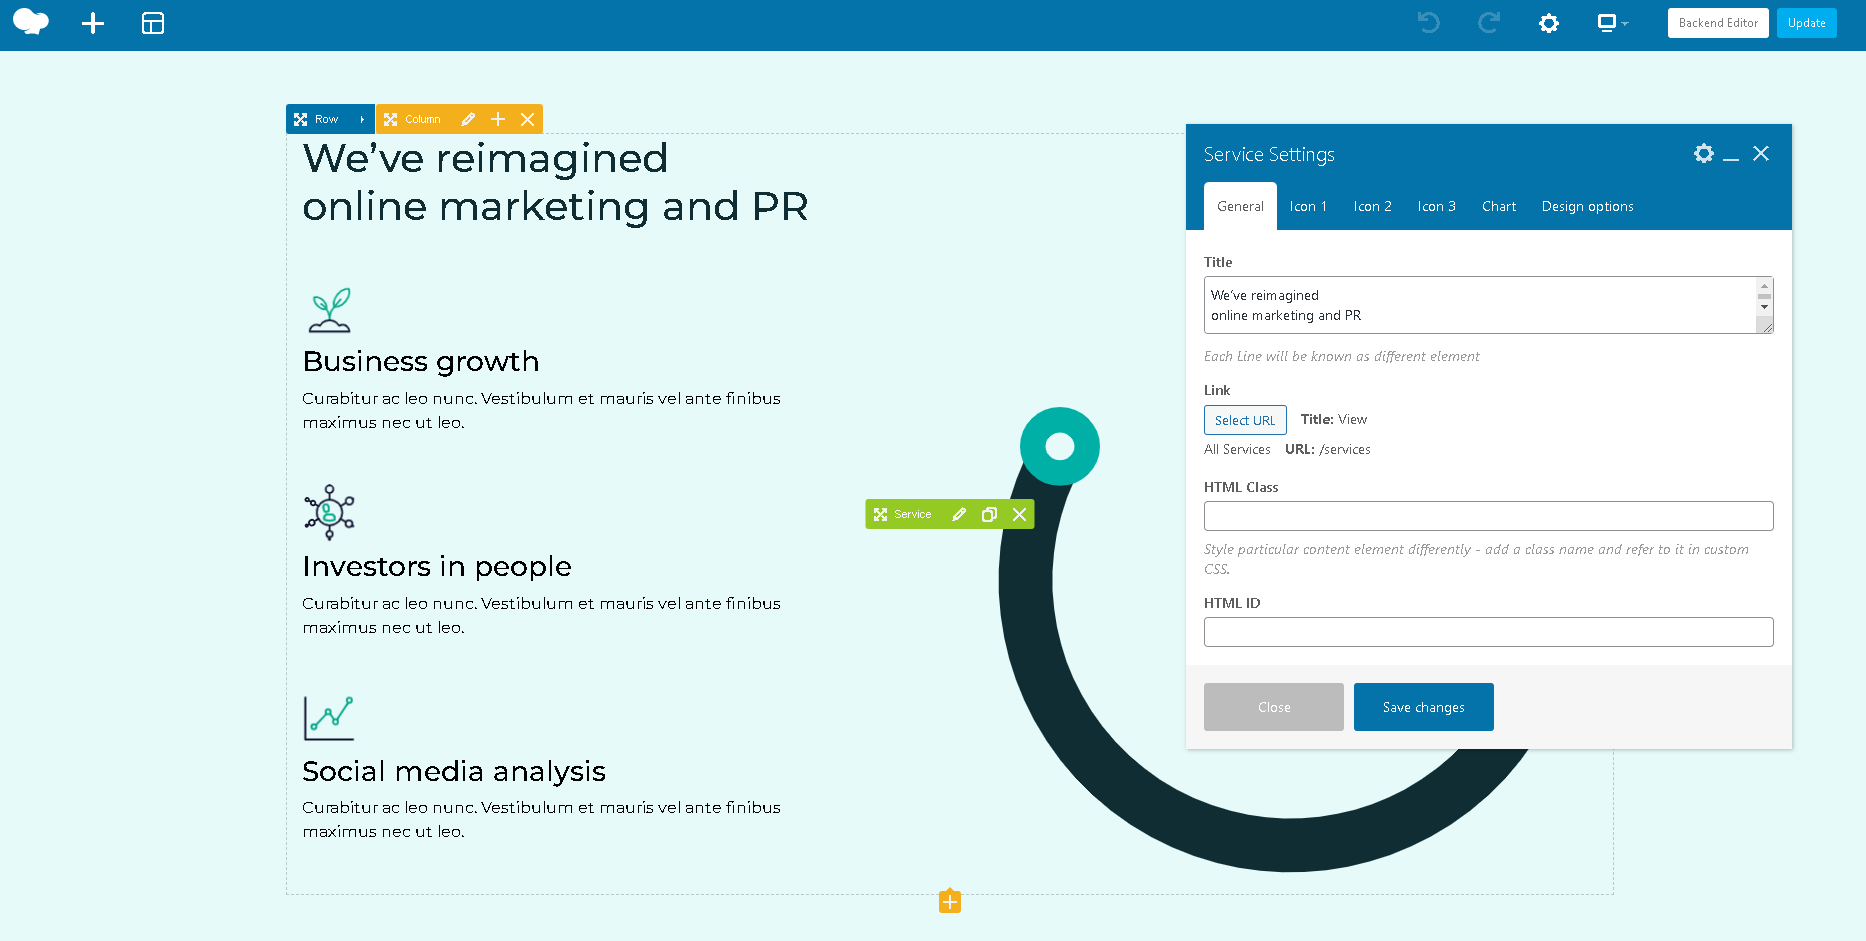 Backend Editor
Update
Row
Column
We’ve reimagined
online marketing and PR
Business growth
Curabitur ac leo nunc. Vestibulum et mauris vel ante finibus
maximus nec ut leo.
Investors in people
Curabitur ac leo nunc. Vestibulum et mauris vel ante finibus
maximus nec ut leo.
Social media analysis
Curabitur ac leo nunc. Vestibulum et mauris vel ante finibus
maximus nec ut leo.
Service
Service Settings
General Icon 1 Icon 2 Icon 3 Chart Design options
Title
We’ve reimagined
online marketing and PR
Each Line will be known as different element
Link
Select URL Title: View
All Services URL: /services
HTML Class
Style particular content element differently - add a class name and refer to it in custom
CSS.
HTML ID
Close
Save changes